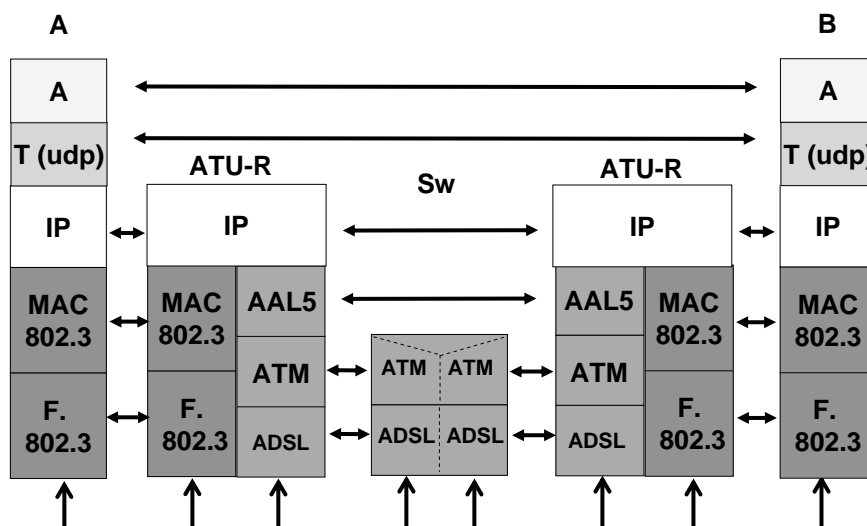 A
B
A
A
T (udp)
T (udp)
ATU-R
Sw
ATU-R
IP
IP
IP
IP
MAC
802.3
MAC
802.3
AAL5
AAL5
MAC
802.3
MAC
802.3
ATM
ATM
ATM
ATM
F.
802.3
F.
802.3
ADSL
ADSL
ADSL
ADSL
F.
802.3
F.
802.3